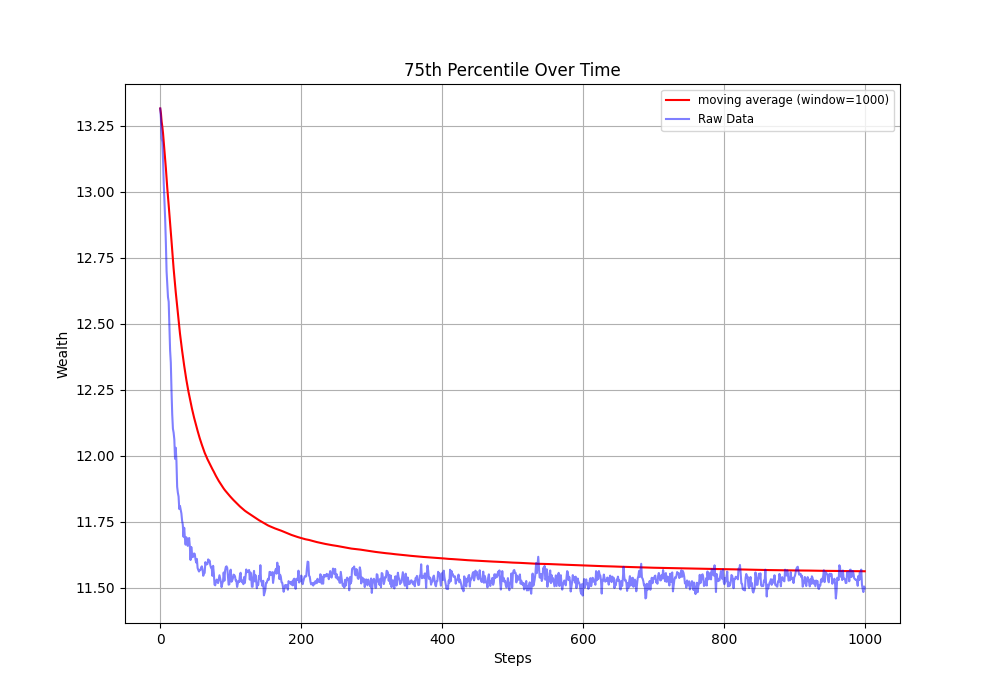 75th Percentile Over Time
moving average (window=1000)
Raw Data
Wealth
13.25
13.00
12.75
12.50
12.25
12.00
11.75
11.50
0 200 400 600 800 1000
Steps